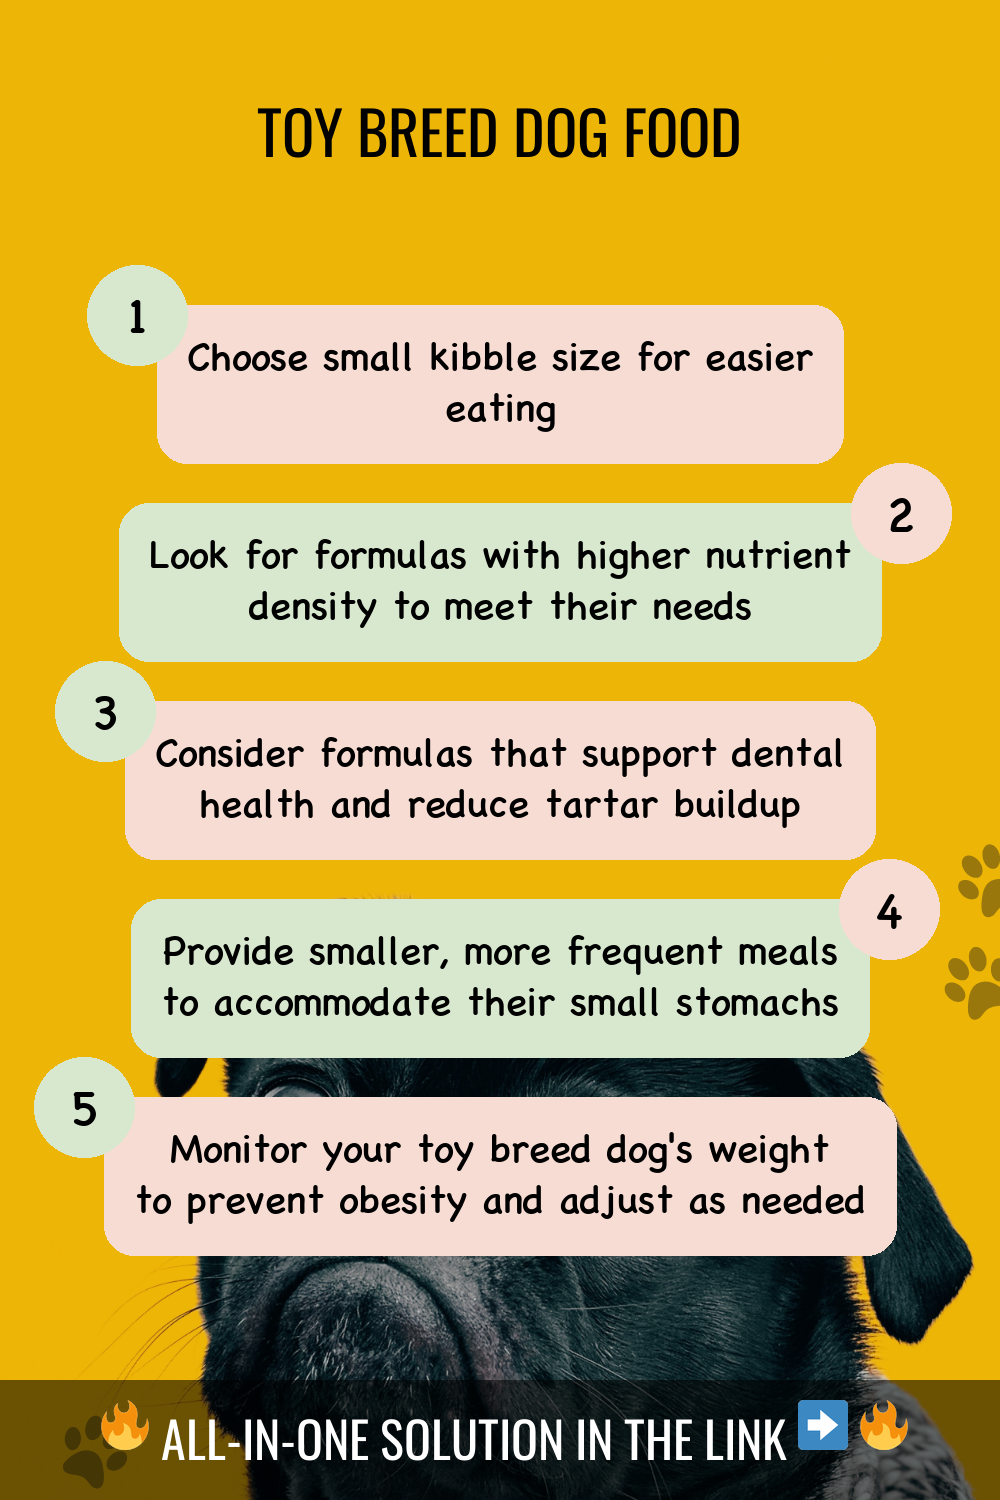 TOY BREED DOG FOOD
1
Choose small kibble size for easier
eating
2
Look for formulas with higher nutrient
density to meet their needs
3
Consider formulas that support dental
health and reduce tartar buildup
4
Provide smaller, more frequent meals
to accommodate their small stomachs
5
Monitor your toy breed dog's weight
to prevent obesity and adjust as needed
ALL-IN-ONE SOLUTION IN THE LINK